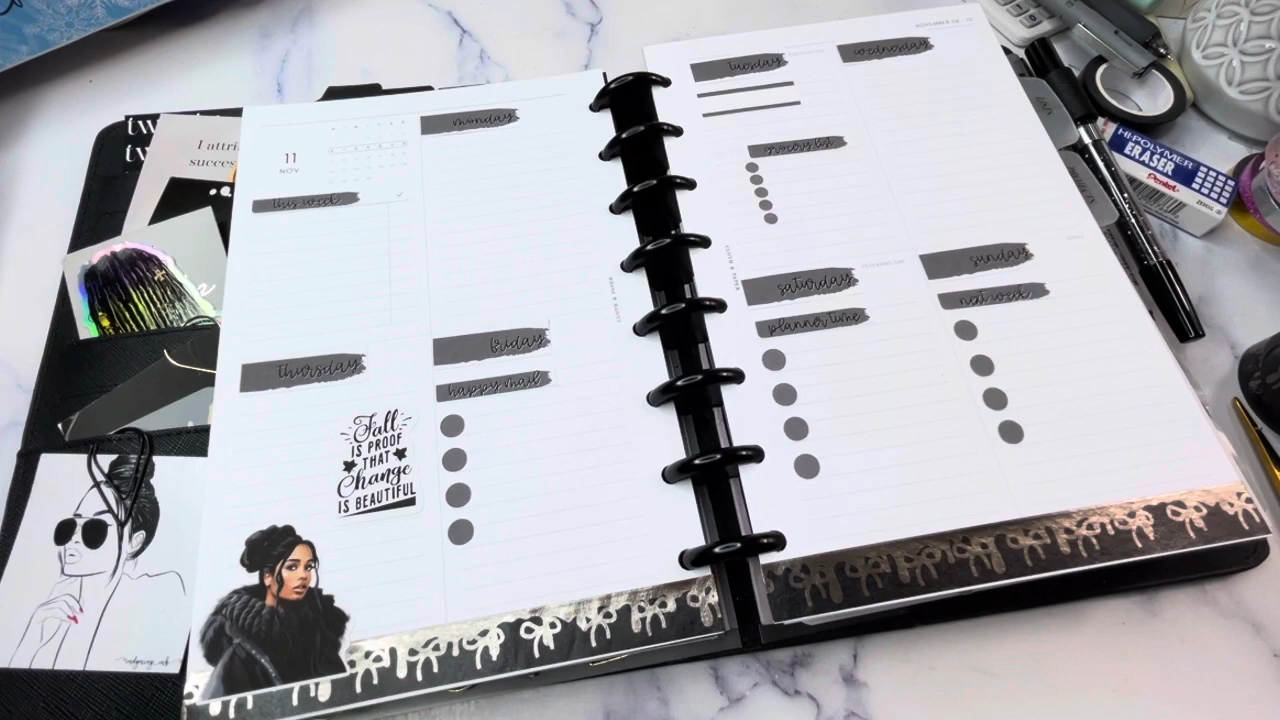 I attri
succes
11
NOV
monday
this week
thursday
friday
happy mail
Fall
IS PROOF
THAT
Change
IS BEAUTIFUL
tuesday
wednesday
grocery list
saturday
planner time
sunday
next week
HI-POLYMER
ERASER
Pentel